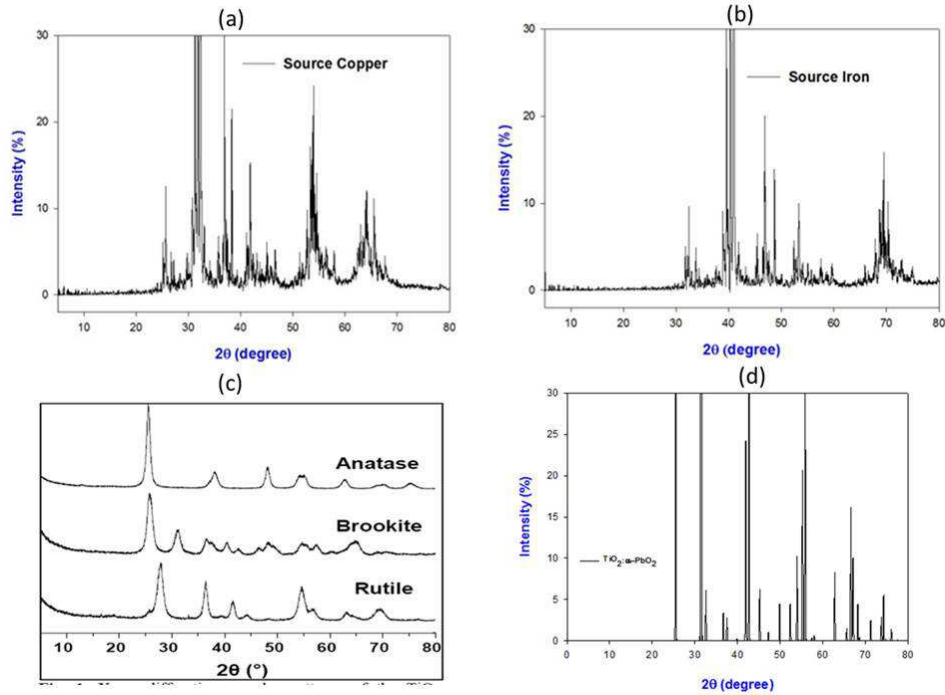 (a)
30
20
10
0
Intensity (%)
Source Copper
10 20 30 40 50 60 70 80
2θ (degree)
(b)
30
20
10
0
Intensity (%)
Source Iron
10 20 30 40 50 60 70 80
2θ (degree)
(c)
Anatase
Brookite
Rutile
10 20 30 40 50 60 70 80
2θ (°)
(d)
30
25
20
15
10
5
0
Intensity (%)
TiO₂:α-PbO₂
0 10 20 30 40 50 60 70 80
2θ (degree)